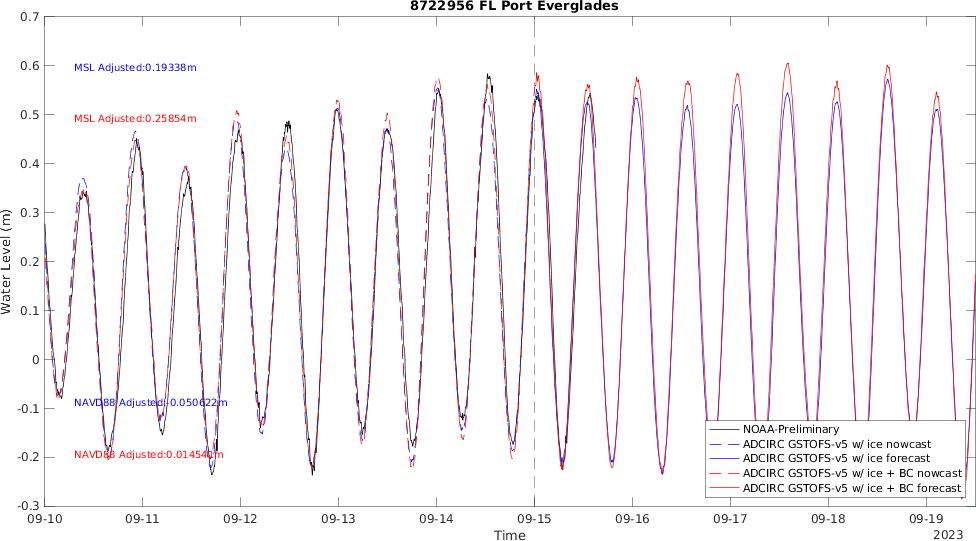 8722956 FL Port Everglades
0.7
0.6
0.5
0.4
0.3
0.2
0.1
0
-0.1
-0.2
-0.3
Water Level (m)
MSL Adjusted:0.19338m
MSL Adjusted:0.25854m
NAVD88 Adjusted:-0.050622m
NAVD88 Adjusted:0.014541m
NOAA-Preliminary
ADCIRC GSTOFS-v5 w/ ice nowcast
ADCIRC GSTOFS-v5 w/ ice forecast
ADCIRC GSTOFS-v5 w/ ice + BC nowcast
ADCIRC GSTOFS-v5 w/ ice + BC forecast
09-10 09-11 09-12 09-13 09-14 09-15 09-16 09-17 09-18 09-19
Time
2023